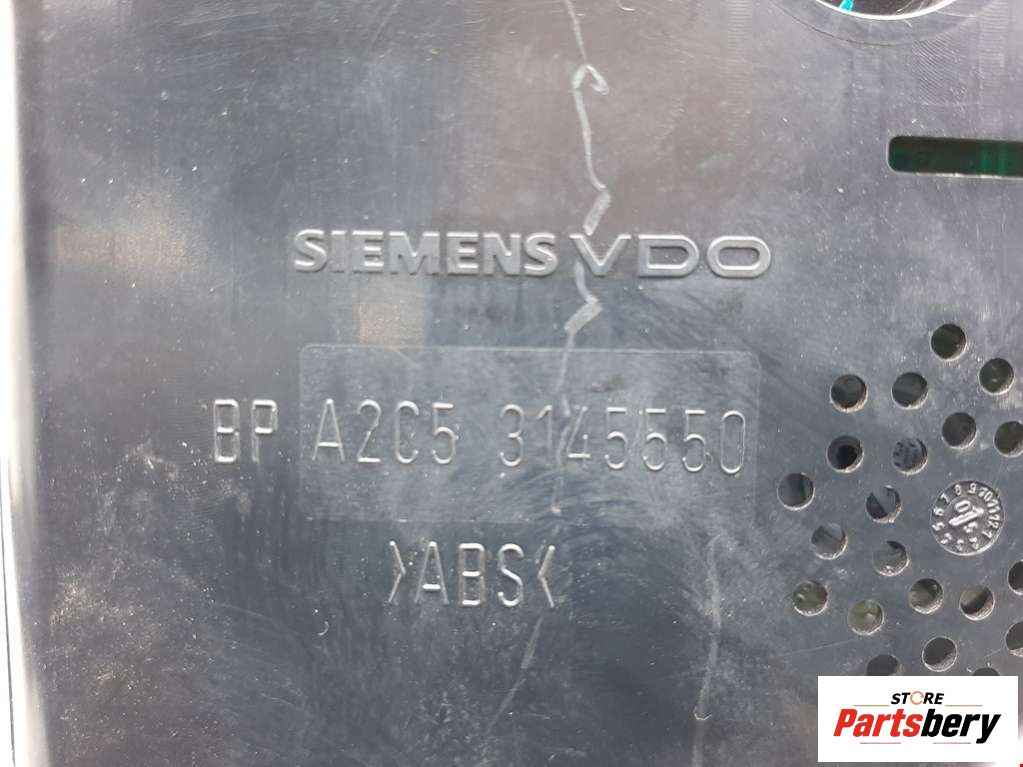 SIEMENS VDO
BP A2C5 3145550
>ABS<
STORE
Partsbery